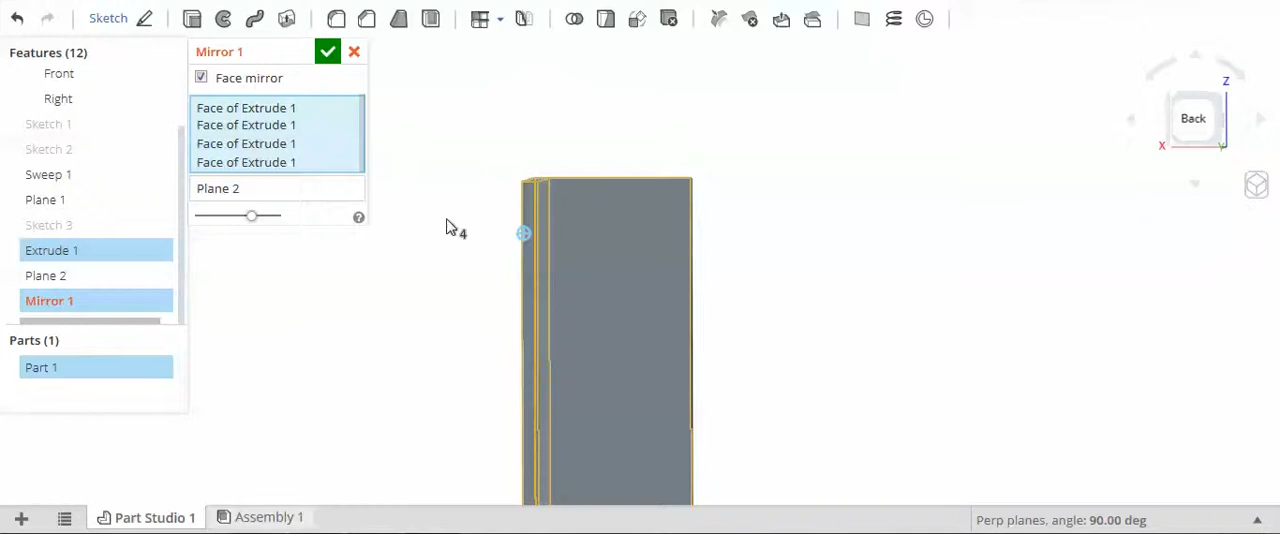 Sketch
Features (12)
Front
Right
Sketch 1
Sketch 2
Sweep 1
Plane 1
Sketch 3
Extrude 1
Plane 2
Mirror 1
Parts (1)
Part 1
Mirror 1
Face mirror
Face of Extrude 1
Face of Extrude 1
Face of Extrude 1
Face of Extrude 1
Plane 2
?
4
Z
Back
X
Y
Part Studio 1
Assembly 1
Perp planes, angle: 90.00 deg